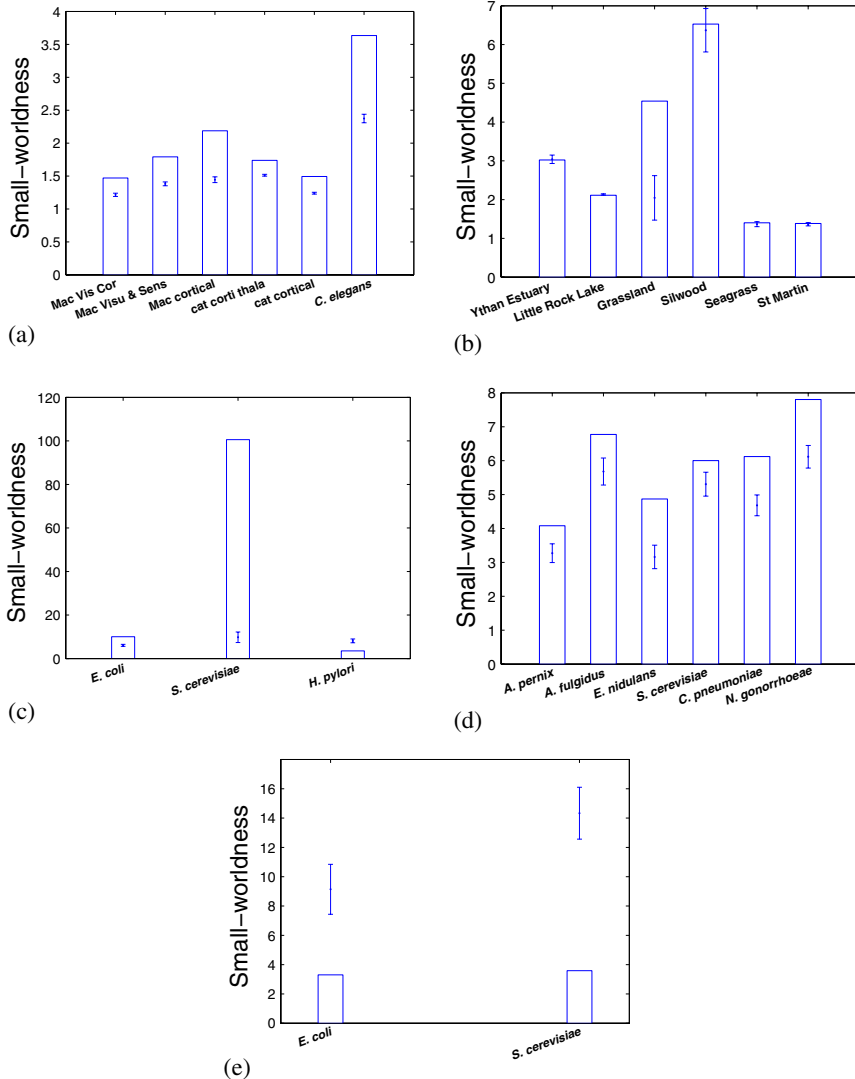 Small-worldness
4
3.5
3
2.5
2
1.5
1
0.5
0
Mac Vis Cor
Mac Visu & Sens
Mac cortical
cat corti thala
cat cortical
C. elegans
(a)
Small-worldness
7
6
5
4
3
2
1
0
Ythan Estuary
Little Rock Lake
Grassland
Silwood
Seagrass
St Martin
(b)
Small-worldness
120
100
80
60
40
20
0
E. coli
S. cerevisiae
H. pylori
(c)
Small-worldness
8
7
6
5
4
3
2
1
0
A. pernix
A. fulgidus
E. nidulans
S. cerevisiae
C. pneumoniae
N. gonorrhoeae
(d)
Small-worldness
16
14
12
10
8
6
4
2
0
E. coli
S. cerevisiae
(e)